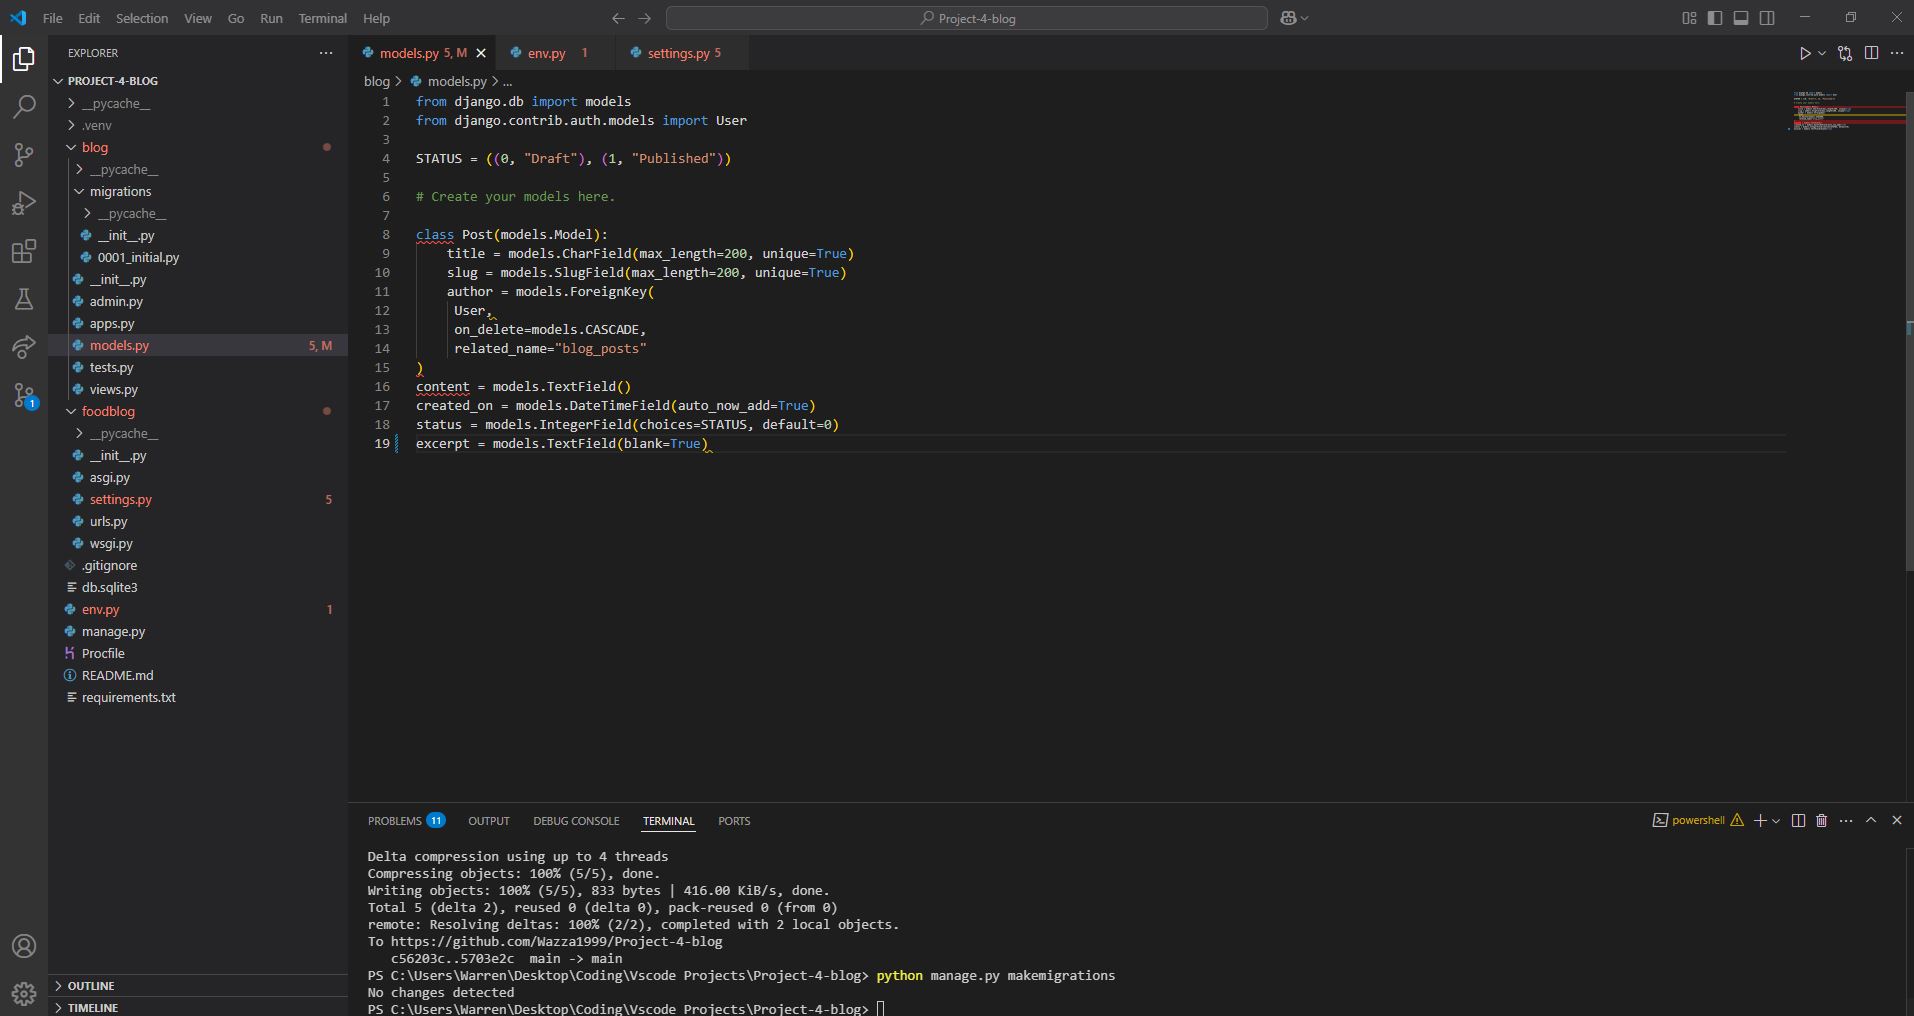 File Edit Selection View Go Run Terminal Help
Project-4-blog
EXPLORER
PROJECT-4-BLOG
__pycache__
.venv
blog
__pycache__
migrations
__pycache__
__init__.py
0001_initial.py
__init__.py
admin.py
apps.py
models.py 5, M
tests.py
views.py
foodblog
__pycache__
__init__.py
asgi.py
settings.py 5
urls.py
wsgi.py
.gitignore
db.sqlite3
env.py 1
manage.py
Procfile
README.md
requirements.txt
OUTLINE
TIMELINE
1
models.py 5, M env.py 1 settings.py 5
blog > models.py > ...
1 from django.db import models
2 from django.contrib.auth.models import User
3
4 STATUS = ((0, "Draft"), (1, "Published"))
5
6 # Create your models here.
7
8 class Post(models.Model):
9 title = models.CharField(max_length=200, unique=True)
10 slug = models.SlugField(max_length=200, unique=True)
11 author = models.ForeignKey(
12 User,
13 on_delete=models.CASCADE,
14 related_name="blog_posts"
15 )
16 content = models.TextField()
17 created_on = models.DateTimeField(auto_now_add=True)
18 status = models.IntegerField(choices=STATUS, default=0)
19 excerpt = models.TextField(blank=True)
PROBLEMS 11 OUTPUT DEBUG CONSOLE TERMINAL PORTS
powershell
Delta compression using up to 4 threads
Compressing objects: 100% (5/5), done.
Writing objects: 100% (5/5), 833 bytes | 416.00 KiB/s, done.
Total 5 (delta 2), reused 0 (delta 0), pack-reused 0 (from 0)
remote: Resolving deltas: 100% (2/2), completed with 2 local objects.
To https://github.com/Wazza1999/Project-4-blog
c56203c..5703e2c main -> main
PS C:\Users\Warren\Desktop\Coding\Vscode Projects\Project-4-blog> python manage.py makemigrations
No changes detected
PS C:\Users\Warren\Desktop\Coding\Vscode Projects\Project-4-blog>